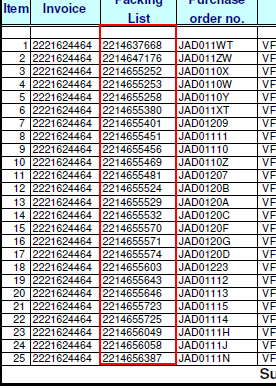 Item Invoice Packing List Purchase order no.
1 2221624464 2214637668 JAD011WT VF
2 2221624464 2214647176 JAD011ZW VF
3 2221624464 2214655252 JAD0110X VF
4 2221624464 2214655253 JAD0110W VF
5 2221624464 2214655258 JAD0110Y VF
6 2221624464 2214655380 JAD011XT VF
7 2221624464 2214655401 JAD01209 VF
8 2221624464 2214655451 JAD01111 VF
9 2221624464 2214655456 JAD01110 VF
10 2221624464 2214655469 JAD0110Z VF
11 2221624464 2214655481 JAD01207 VF
12 2221624464 2214655524 JAD0120B VF
13 2221624464 2214655529 JAD0120A VF
14 2221624464 2214655532 JAD0120C VF
15 2221624464 2214655570 JAD0120F VF
16 2221624464 2214655571 JAD0120G VF
17 2221624464 2214655574 JAD0120D VF
18 2221624464 2214655603 JAD01223 VF
19 2221624464 2214655643 JAD01112 VF
20 2221624464 2214655646 JAD01113 VF
21 2221624464 2214655723 JAD01115 VF
22 2221624464 2214655725 JAD01114 VF
23 2221624464 2214656049 JAD0111H VF
24 2221624464 2214656058 JAD0111J VF
25 2221624464 2214656387 JAD0111N VF
Su